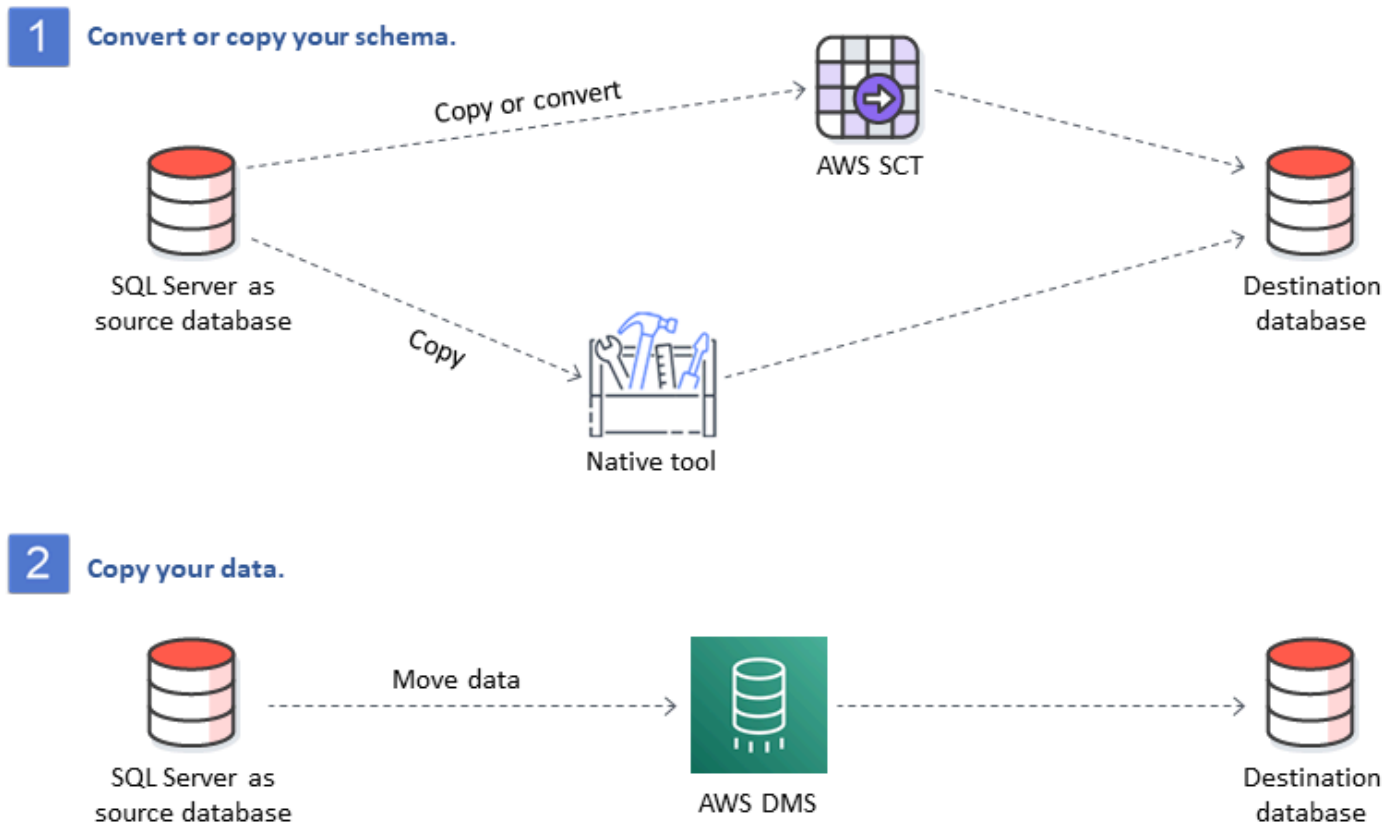 1
Convert or copy your schema.
Copy or convert
AWS SCT
SQL Server as
source database
Destination
database
Copy
Native tool
2
Copy your data.
Move data
SQL Server as
source database
AWS DMS
Destination
database